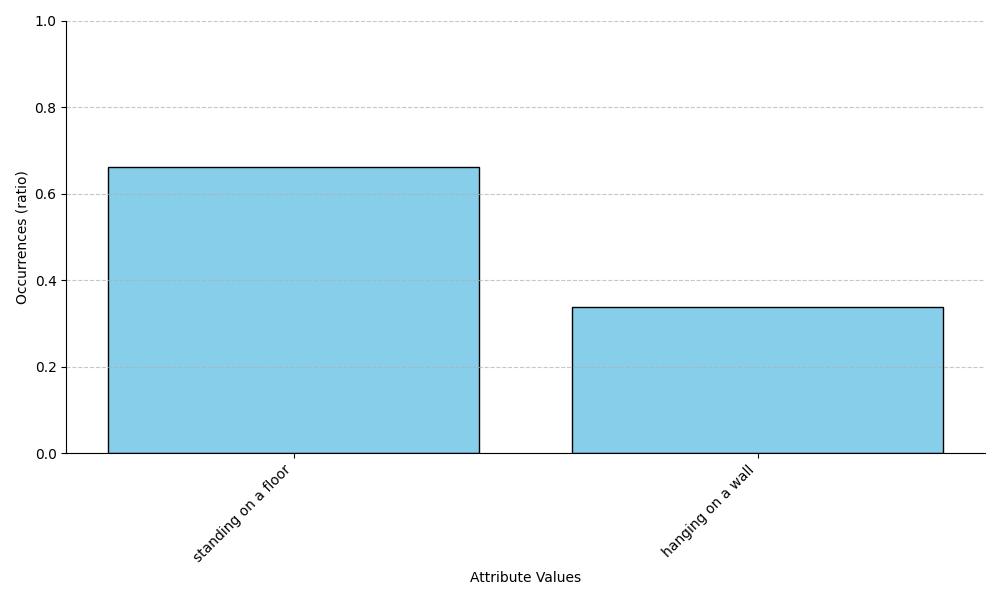 1.0
0.8
0.6
0.4
0.2
0.0
Occurrences (ratio)
standing on a floor
hanging on a wall
Attribute Values